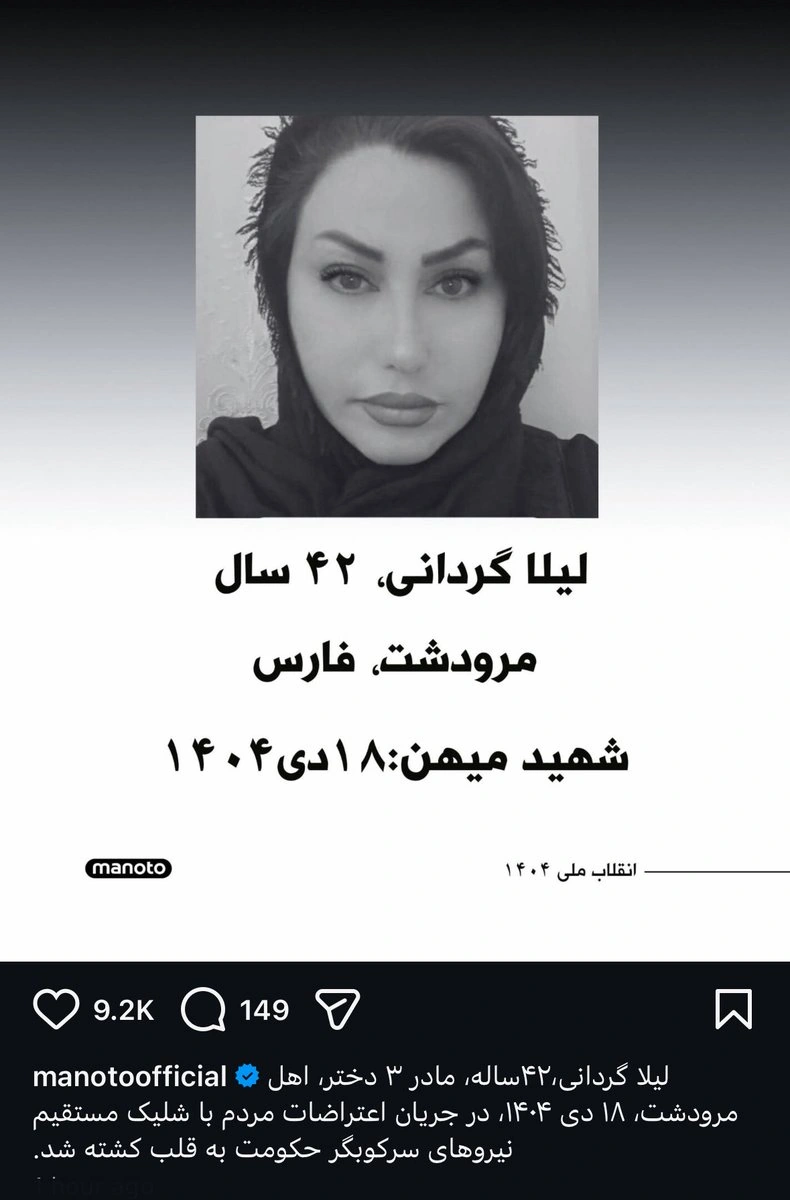 لیلا گردانی، ۴۲ سال
مرودشت، فارس
شهید میهن:۱۸دی۱۴۰۴
manoto
انقلاب ملی ۱۴۰۴
9.2K 149
manotoofficial لیلا گردانی،۴۲ساله، مادر ۳ دختر، اهل
مرودشت، ۱۸ دی ۱۴۰۴، در جریان اعتراضات مردم با شلیک مستقیم
نیروهای سرکوبگر حکومت به قلب کشته شد.